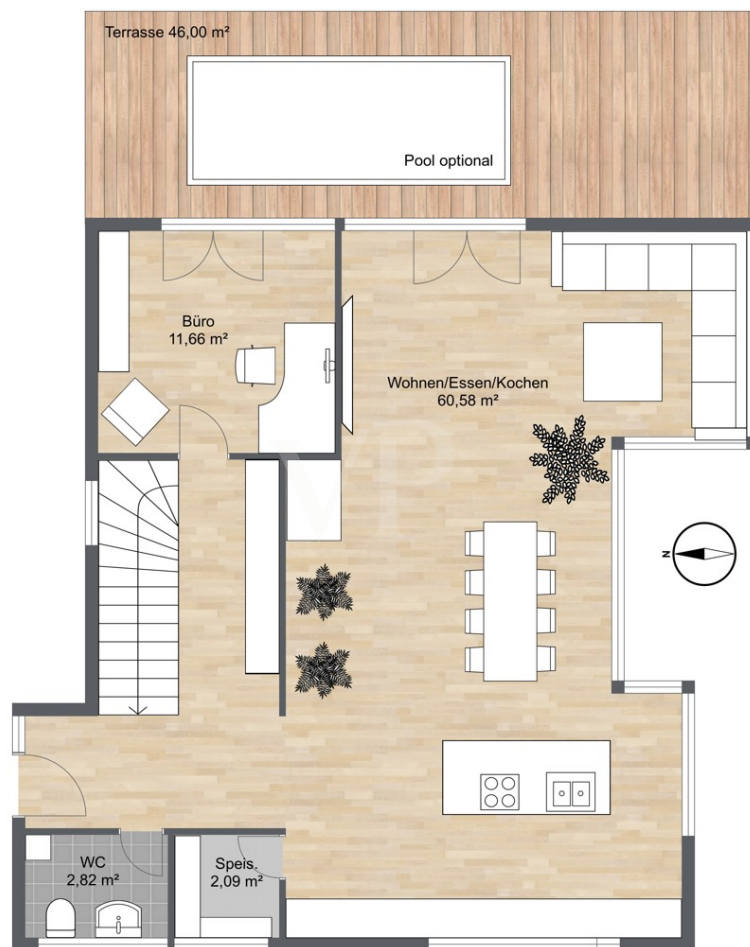 Terrasse 46,00 m²
Pool optional
Büro
11,66 m²
Wohnen/Essen/Kochen
60,58 m²
VP
N
WC
2,82 m²
Speis.
2,09 m²